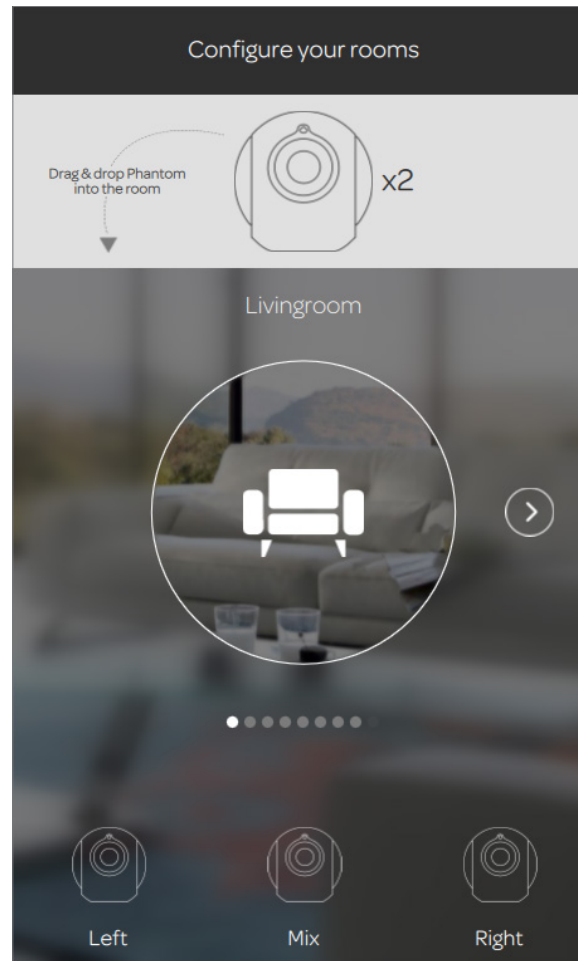 Configure your rooms
Drag & drop Phantom
into the room
x2
Livingroom
Left
Mix
Right